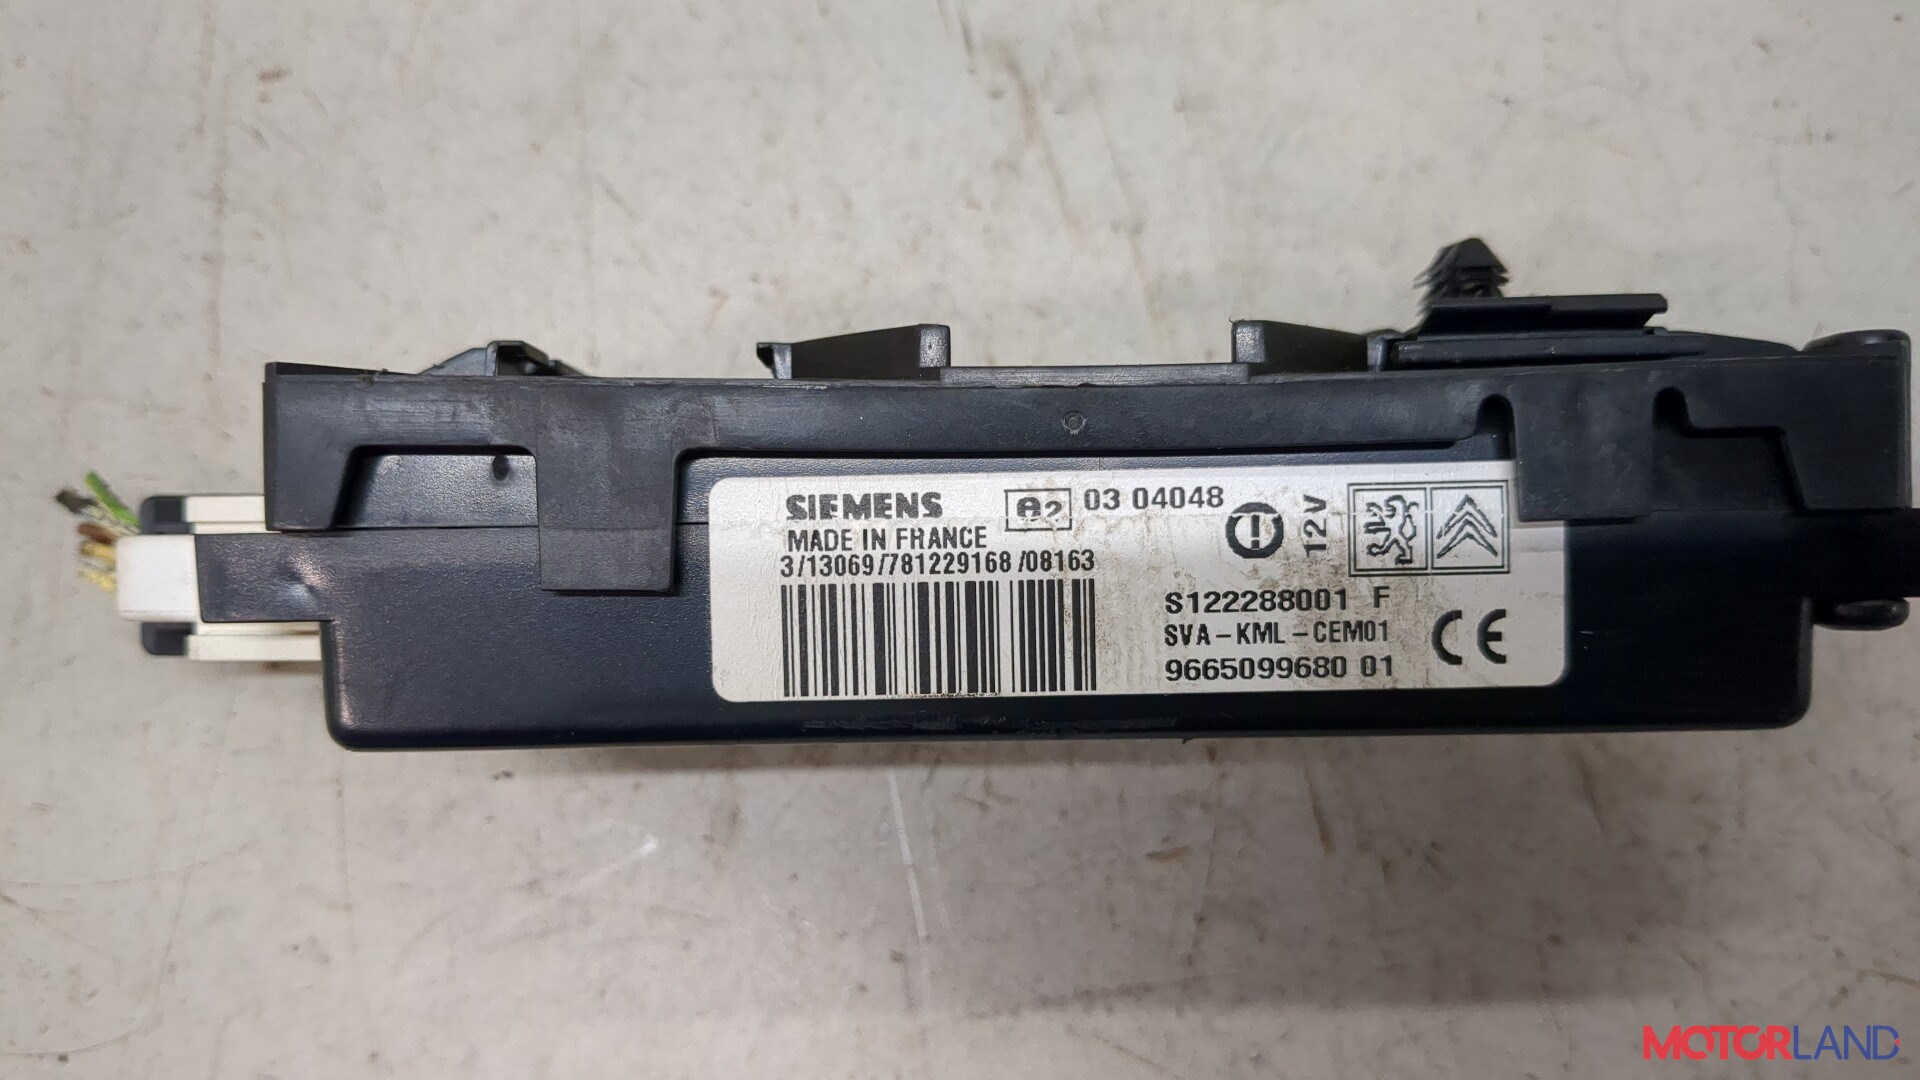 SIEMENS
e2 03 04048
MADE IN FRANCE
3/13069/781229168 /08163
12V
S122288001 F
SVA-KML-CEM01
9665099680 01
CE
MOTORLAND